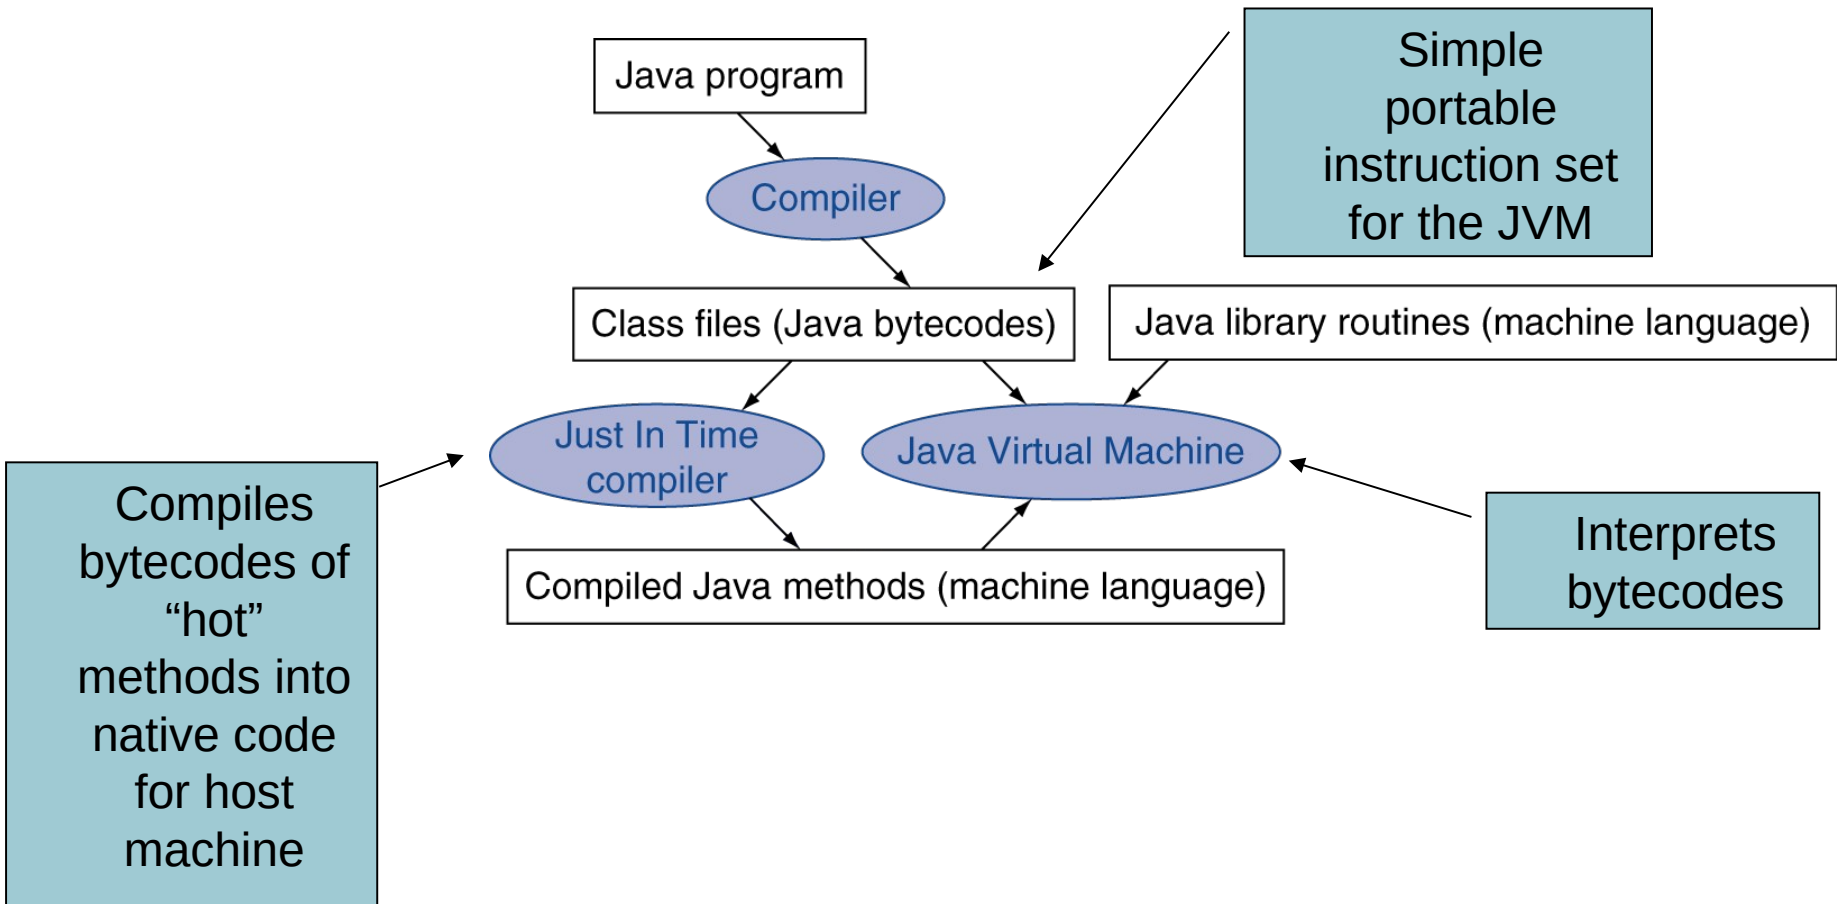 Java program
Simple
portable
instruction set
for the JVM
Compiler
Class files (Java bytecodes)
Java library routines (machine language)
Just In Time
compiler
Java Virtual Machine
Compiles
bytecodes of
“hot”
methods into
native code
for host
machine
Interprets
bytecodes
Compiled Java methods (machine language)